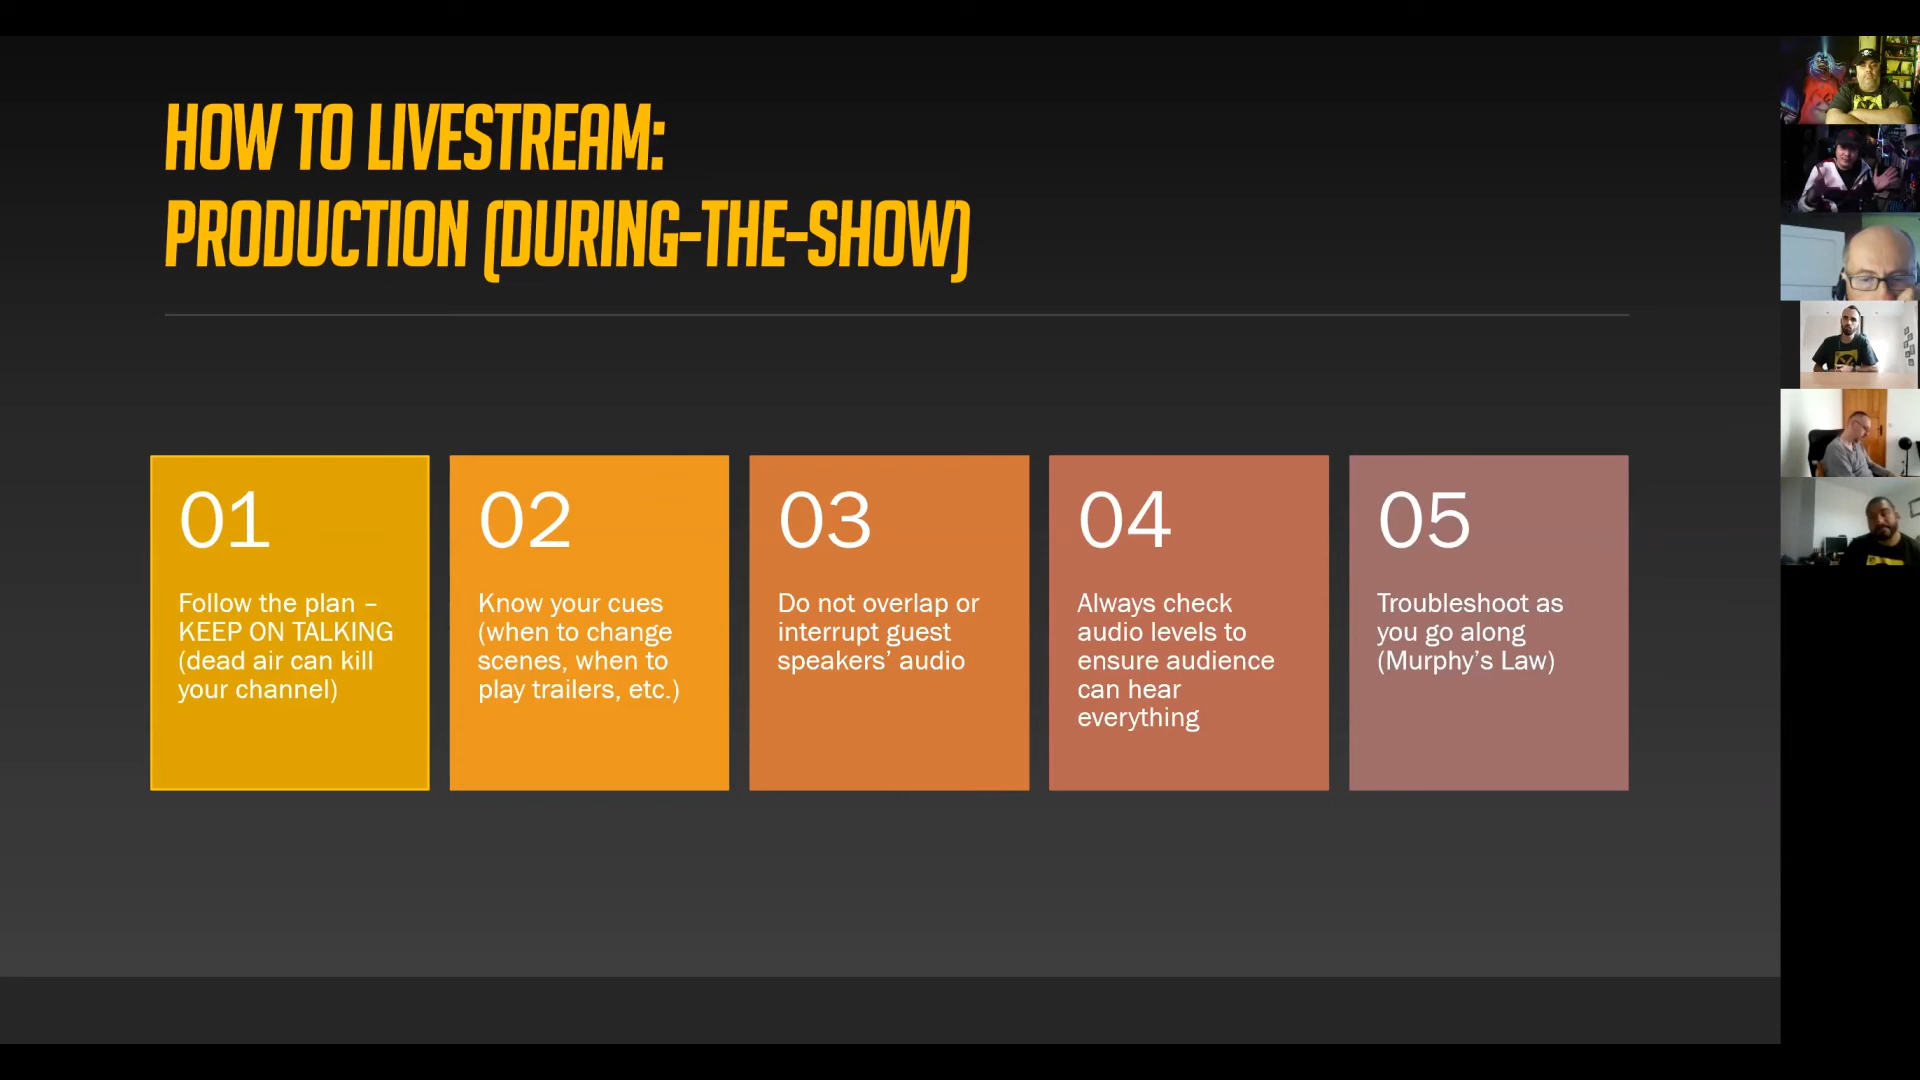 HOW TO LIVESTREAM:
PRODUCTION (DURING-THE-SHOW)
01
Follow the plan –
KEEP ON TALKING
(dead air can kill
your channel)
02
Know your cues
(when to change
scenes, when to
play trailers, etc.)
03
Do not overlap or
interrupt guest
speakers’ audio
04
Always check
audio levels to
ensure audience
can hear
everything
05
Troubleshoot as
you go along
(Murphy’s Law)